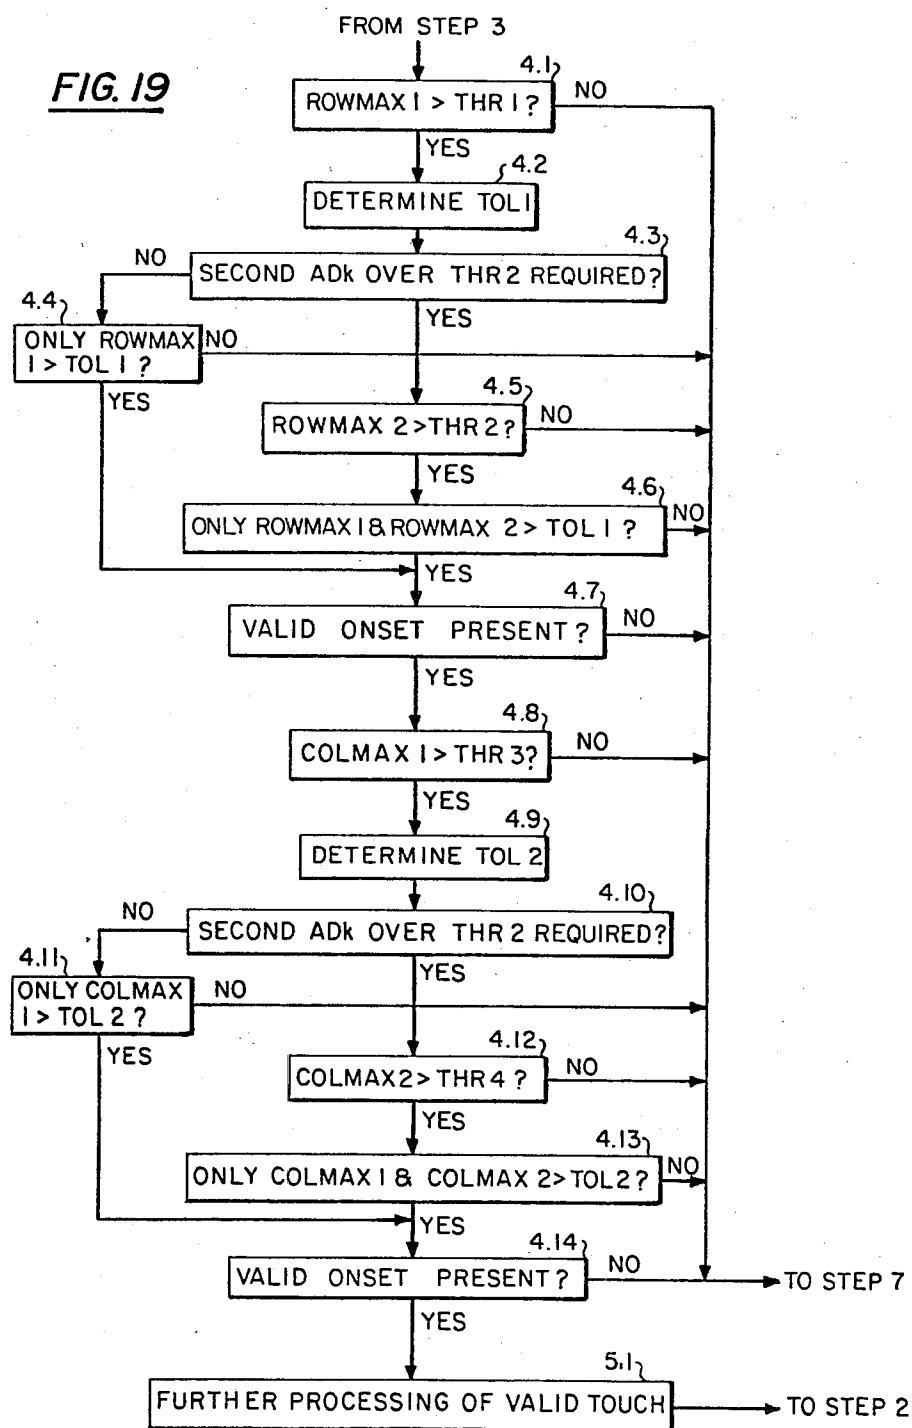 FROM STEP 3
FIG. 19
4.1
ROWMAX 1 > THR 1 ?
NO
YES
4.2
DETERMINE TOL 1
4.3
NO
SECOND ADk OVER THR 2 REQUIRED?
YES
4.4
ONLY ROWMAX
1 > TOL 1 ?
NO
YES
4.5
ROWMAX 2 > THR 2 ?
NO
YES
4.6
ONLY ROWMAX 1 & ROWMAX 2 > TOL 1 ?
NO
YES
4.7
VALID ONSET PRESENT ?
NO
YES
4.8
COLMAX 1 > THR 3?
NO
YES
4.9
DETERMINE TOL 2
4.10
NO
SECOND ADk OVER THR 2 REQUIRED?
YES
4.11
ONLY COLMAX
1 > TOL 2 ?
NO
YES
4.12
COLMAX 2 > THR 4 ?
NO
YES
4.13
ONLY COLMAX 1 & COLMAX 2 > TOL 2 ?
NO
YES
4.14
VALID ONSET PRESENT ?
NO
TO STEP 7
YES
5.1
FURTHER PROCESSING OF VALID TOUCH
TO STEP 2